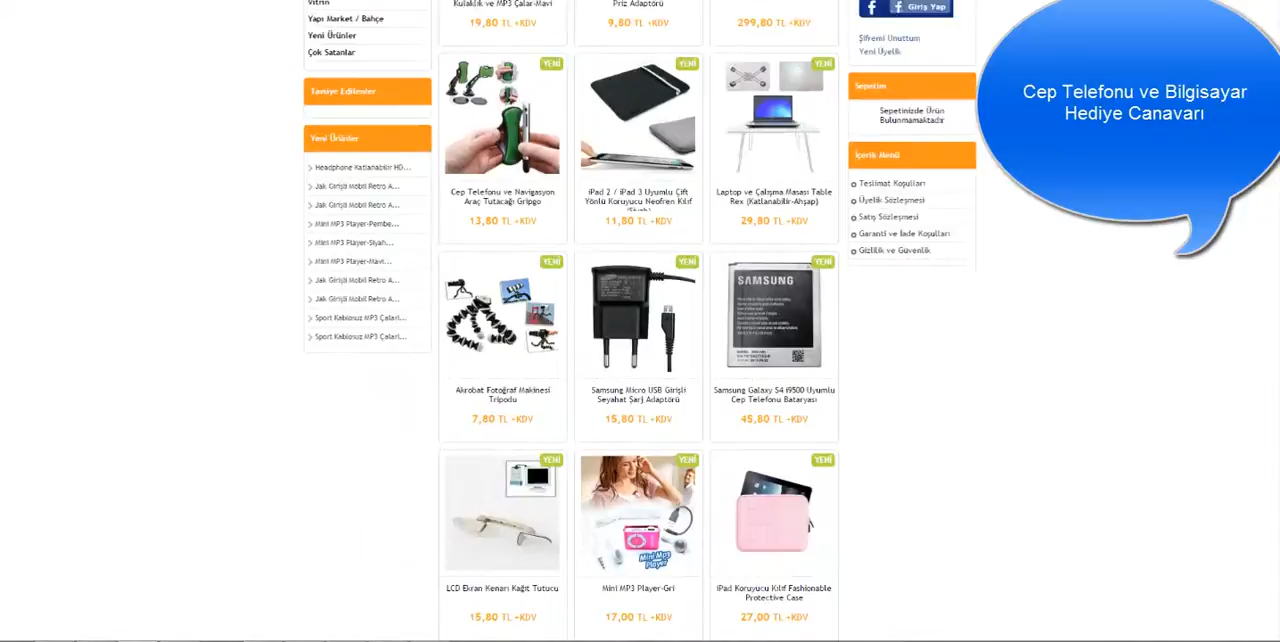 Vitrin
Yapı Market / Bahçe
Yeni Ürünler
Çok Satanlar
Tavsiye Edilenler
Yeni Ürünler
Headphone Katlanabilir HD...
Jak Girişli Mobil Retro A...
Jak Girişli Mobil Retro A...
Mini MP3 Player-Pembe...
Mini MP3 Player-Siyah...
Mini MP3 Player-Mavi...
Jak Girişli Mobil Retro A...
Jak Girişli Mobil Retro A...
Sport Kablosuz MP3 Çalarl...
Sport Kablosuz MP3 Çalarl...
Kulaklık ve MP3 Çalar-Mavi
19,80 TL +KDV
Priz Adaptörü
9,80 TL +KDV
299,80 TL +KDV
YENİ
YENİ
YENİ
Cep Telefonu ve Navigasyon
Araç Tutacağı Gripgo
13,80 TL +KDV
iPad 2 / iPad 3 Uyumlu Çift
Yönlü Koruyucu Neofren Kılıf
(Siyah)
11,80 TL +KDV
Laptop ve Çalışma Masası Table
Rex (Katlanabilir-Ahşap)
29,80 TL +KDV
YENİ
YENİ
YENİ
SAMSUNG
Akrobat Fotoğraf Makinesi
Tripodu
7,80 TL +KDV
Samsung Micro USB Girişli
Seyahat Şarj Adaptörü
15,80 TL +KDV
Samsung Galaxy S4 i9500 Uyumlu
Cep Telefonu Bataryası
45,80 TL +KDV
YENİ
YENİ
YENİ
Mini Mp3
Player
LCD Ekran Kenarı Kağıt Tutucu
15,80 TL +KDV
Mini MP3 Player-Gri
17,00 TL +KDV
iPad Koruyucu Kılıf Fashionable
Protective Case
27,00 TL +KDV
f
f Giriş Yap
Şifremi Unuttum
Yeni Üyelik
Sepetim
Sepetinizde Ürün
Bulunmamaktadır
İçerik Menü
Teslimat Koşulları
Üyelik Sözleşmesi
Satış Sözleşmesi
Garanti ve İade Koşulları
Gizlilik ve Güvenlik
Cep Telefonu ve Bilgisayar
Hediye Canavarı